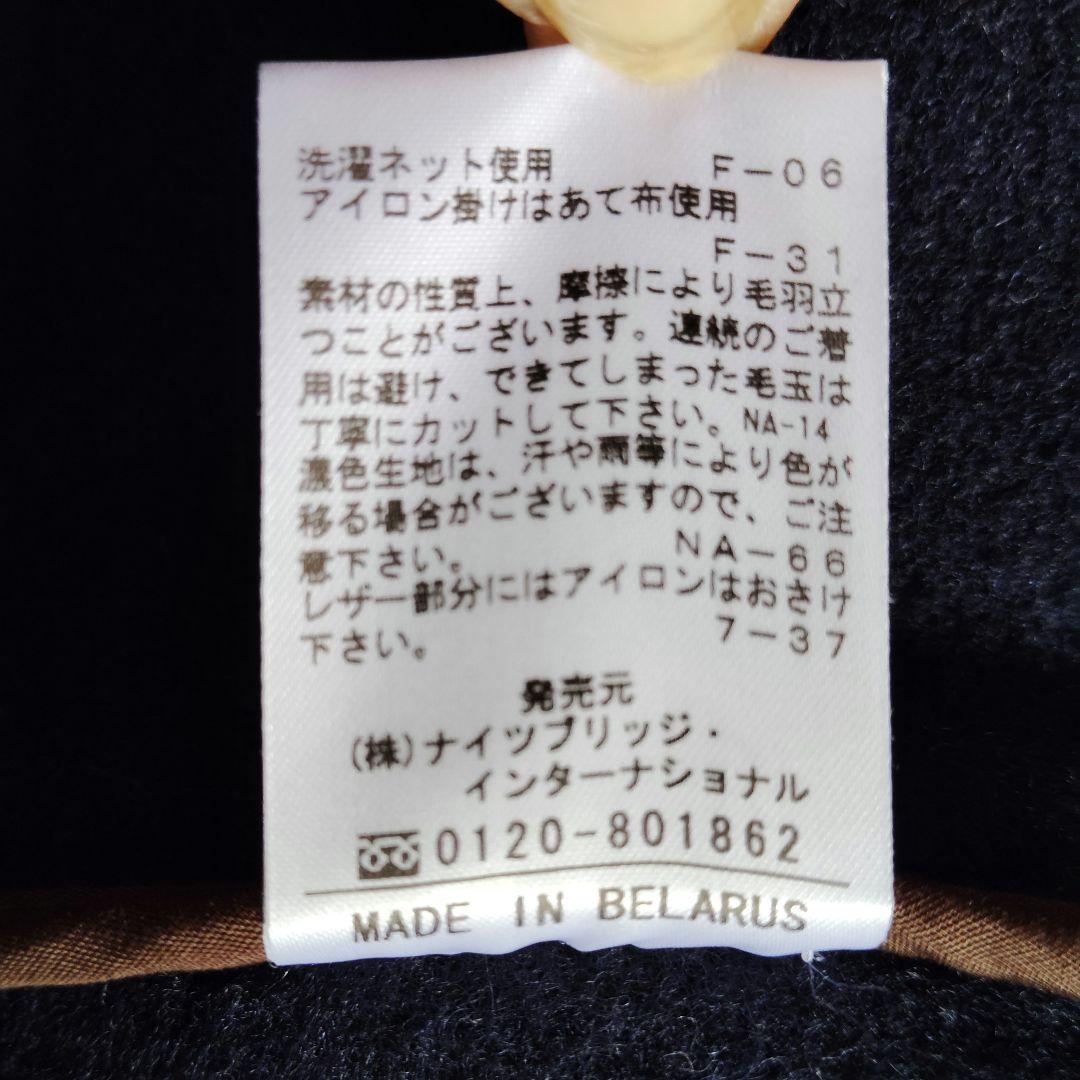 洗濯ネット使用 F-06
アイロン掛けはあて布使用
F-31
素材の性質上、摩擦により毛羽立
つことがございます。連続のご着
用は避け、できてしまった毛玉は
丁寧にカットして下さい。NA-14
濃色生地は、汗や雨等により色が
移る場合がございますので、ご注
意下さい。 NA-66
レザー部分にはアイロンはおさけ
下さい。 7-37
発売元
(株)ナイツブリッジ・
インターナショナル
0120-801862
MADE IN BELARUS